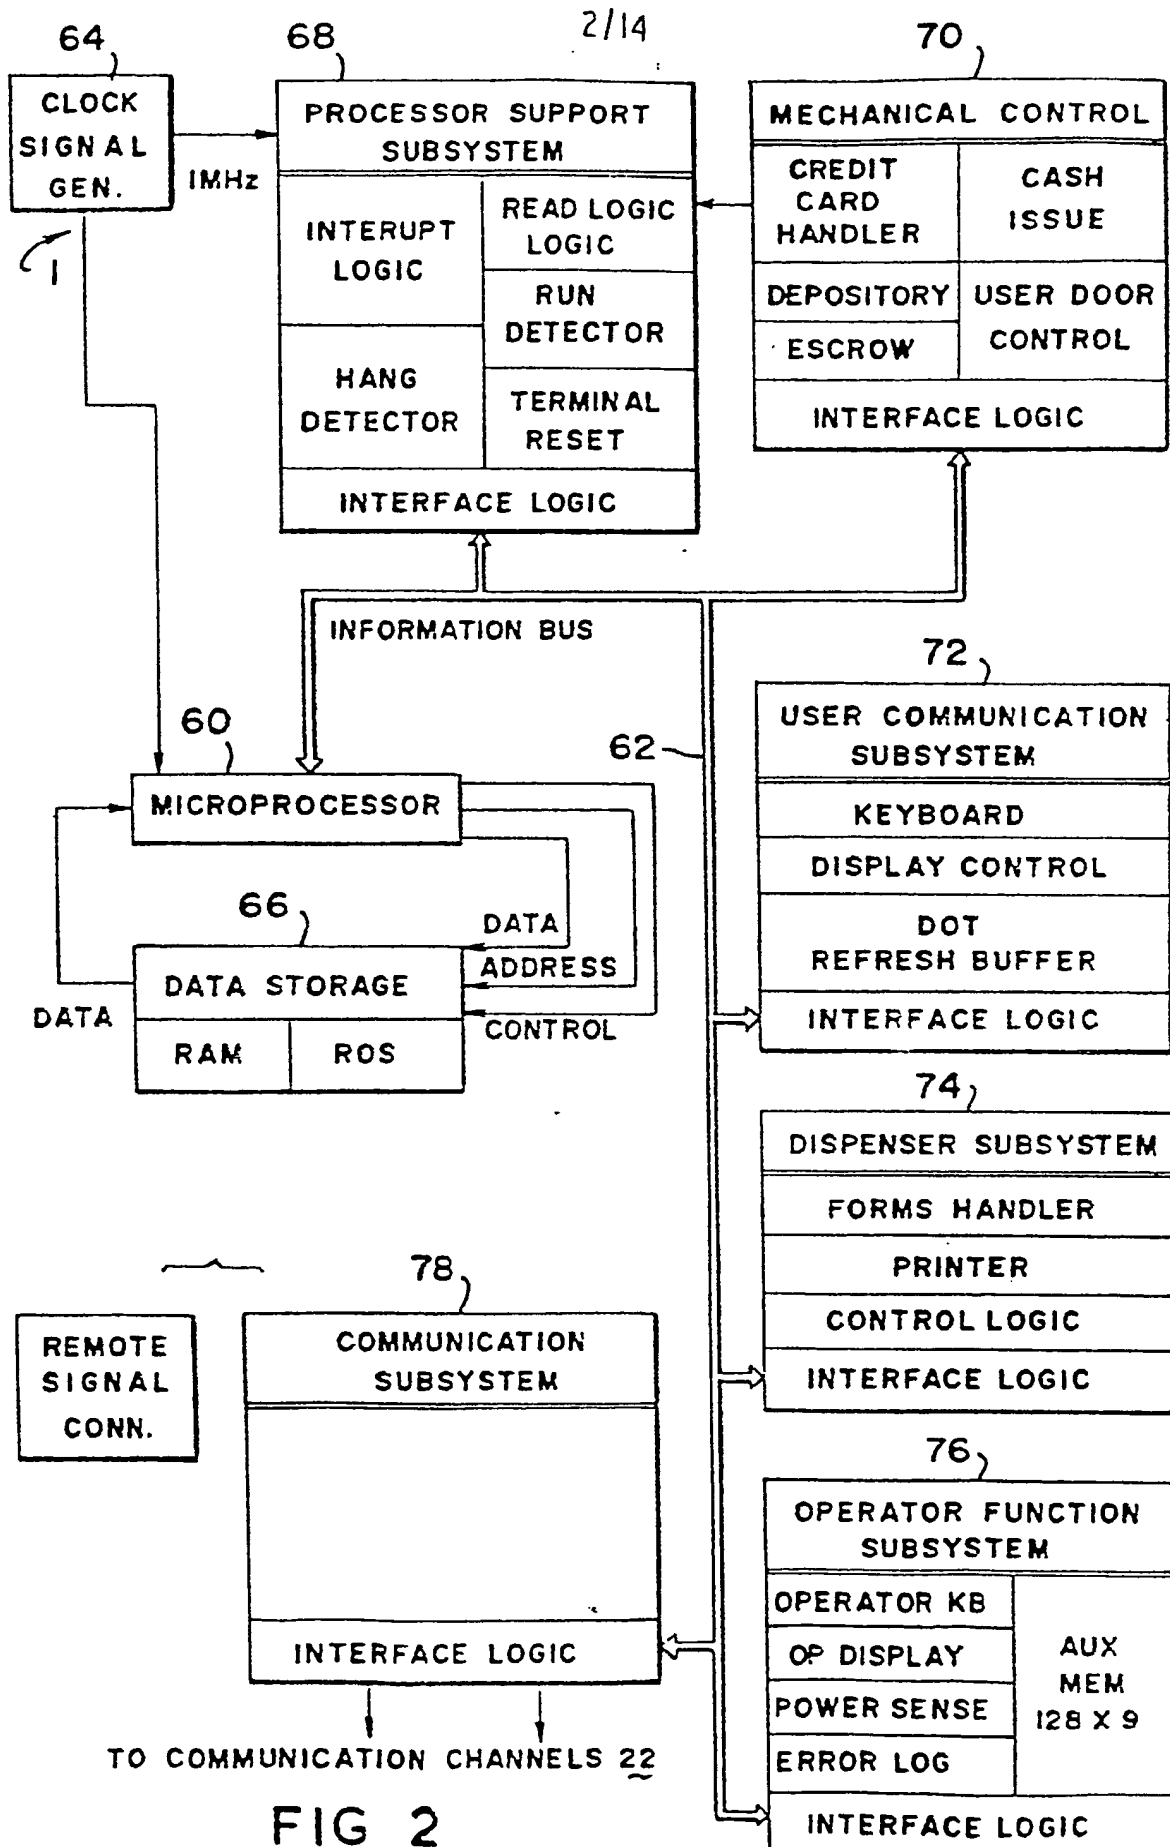 2/14
64
CLOCK
SIGNAL
GEN.
1MHz
1
68
PROCESSOR SUPPORT
SUBSYSTEM
INTERUPT
LOGIC
READ LOGIC
LOGIC
RUN
DETECTOR
HANG
DETECTOR
TERMINAL
RESET
INTERFACE LOGIC
70
MECHANICAL CONTROL
CREDIT
CARD
HANDLER
CASH
ISSUE
DEPOSITORY
ESCROW
USER DOOR
CONTROL
INTERFACE LOGIC
INFORMATION BUS
62
60
MICROPROCESSOR
66
DATA STORAGE
RAM
ROS
DATA
DATA
ADDRESS
CONTROL
72
USER COMMUNICATION
SUBSYSTEM
KEYBOARD
DISPLAY CONTROL
DOT
REFRESH BUFFER
INTERFACE LOGIC
74
DISPENSER SUBSYSTEM
FORMS HANDLER
PRINTER
CONTROL LOGIC
INTERFACE LOGIC
REMOTE
SIGNAL
CONN.
78
COMMUNICATION
SUBSYSTEM
INTERFACE LOGIC
TO COMMUNICATION CHANNELS 22
76
OPERATOR FUNCTION
SUBSYSTEM
OPERATOR KB
OP DISPLAY
POWER SENSE
ERROR LOG
AUX
MEM
128 X 9
INTERFACE LOGIC
FIG 2